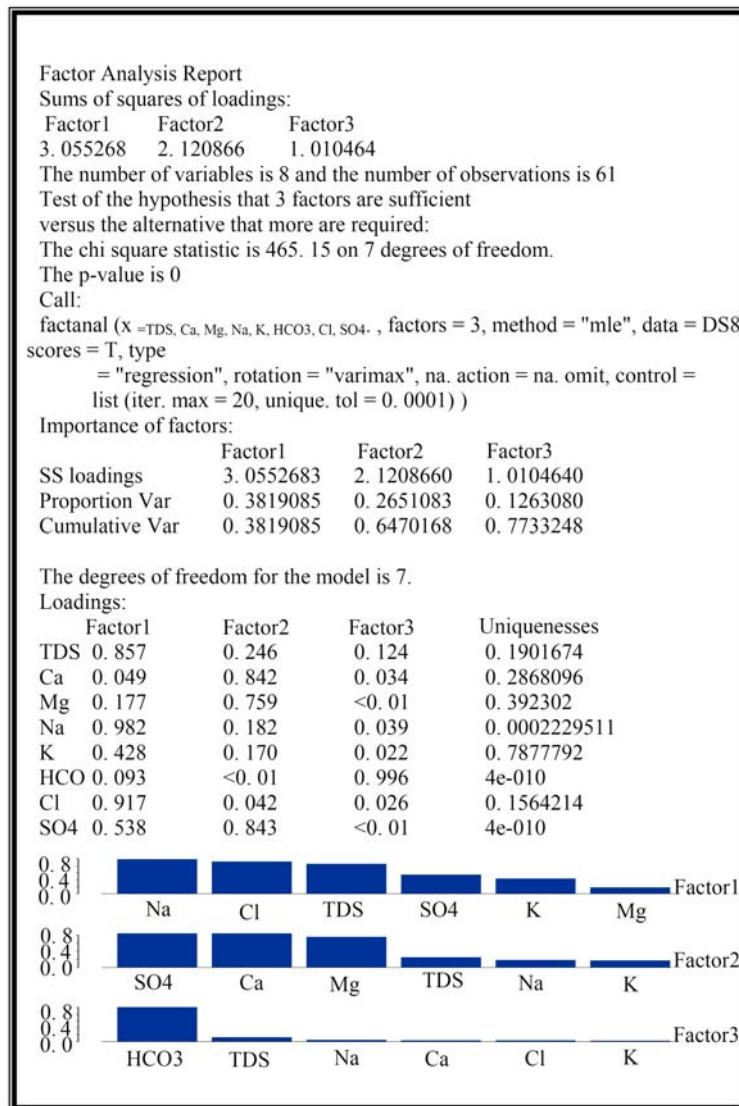 Factor Analysis Report
Sums of squares of loadings:
Factor1 Factor2 Factor3
3. 055268 2. 120866 1. 010464
The number of variables is 8 and the number of observations is 61
Test of the hypothesis that 3 factors are sufficient
versus the alternative that more are required:
The chi square statistic is 465. 15 on 7 degrees of freedom.
The p-value is 0
Call:
factanal (x =TDS, Ca, Mg, Na, K, HCO3, Cl, SO4. , factors = 3, method = "mle", data = DS8
scores = T, type
= "regression", rotation = "varimax", na. action = na. omit, control =
list (iter. max = 20, unique. tol = 0. 0001) )
Importance of factors:
Factor1 Factor2 Factor3
SS loadings 3. 0552683 2. 1208660 1. 0104640
Proportion Var 0. 3819085 0. 2651083 0. 1263080
Cumulative Var 0. 3819085 0. 6470168 0. 7733248
The degrees of freedom for the model is 7.
Loadings:
Factor1 Factor2 Factor3 Uniquenesses
TDS 0. 857 0. 246 0. 124 0. 1901674
Ca 0. 049 0. 842 0. 034 0. 2868096
Mg 0. 177 0. 759 <0. 01 0. 392302
Na 0. 982 0. 182 0. 039 0. 0002229511
K 0. 428 0. 170 0. 022 0. 7877792
HCO 0. 093 <0. 01 0. 996 4e-010
Cl 0. 917 0. 042 0. 026 0. 1564214
SO4 0. 538 0. 843 <0. 01 4e-010
0. 8
0. 4
0. 0
Factor1
Na Cl TDS SO4 K Mg
0. 8
0. 4
0. 0
Factor2
SO4 Ca Mg TDS Na K
0. 8
0. 4
0. 0
Factor3
HCO3 TDS Na Ca Cl K